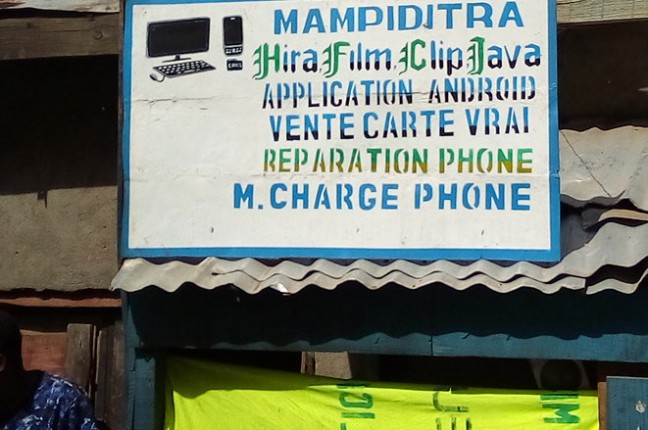 MAMPIDITRA
Hira,Film,Clip,Java
APPLICATION ANDROID
VENTE CARTE VRAI
REPARATION PHONE
M.CHARGE PHONE